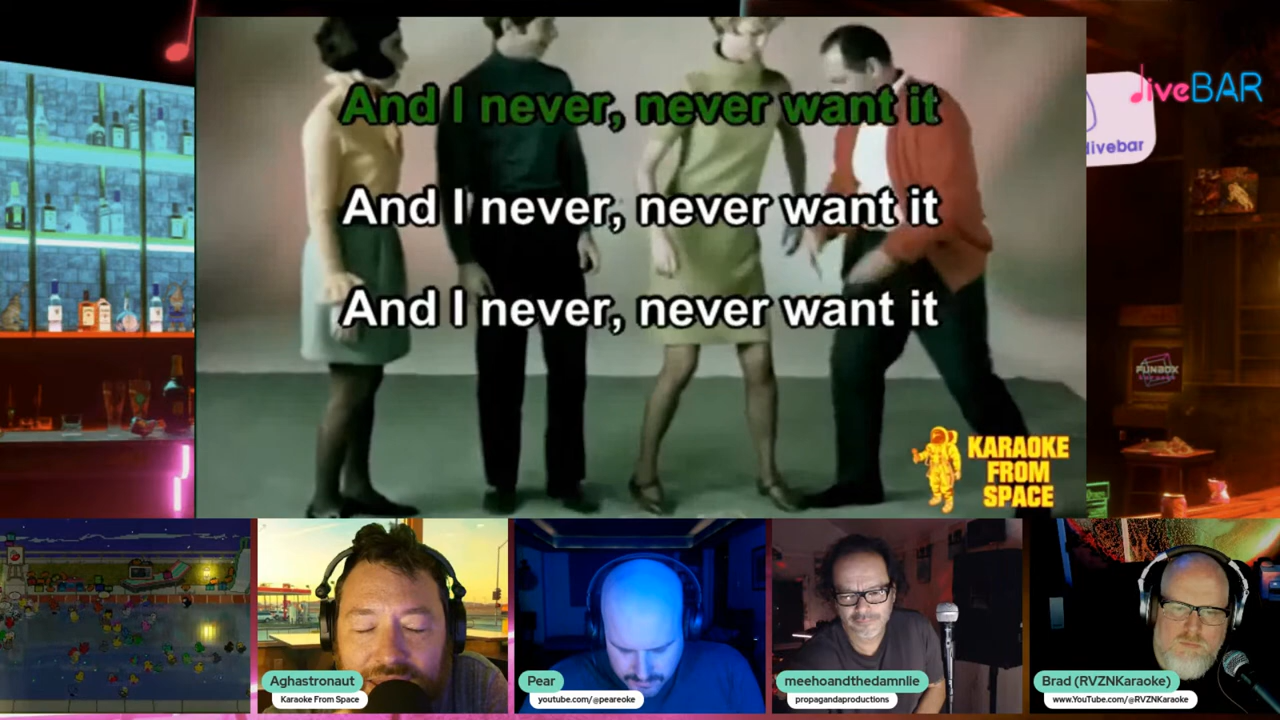 And I never, never want it
liveBAR
livebar
And I never, never want it
And I never, never want it
FUNBOX
KARAOKE
FROM
SPACE
Aghastronaut
Karaoke From Space
Pear
youtube.com/@peareoke
meehoandthedamnlie
propagandaproductions
Brad (RVZNKaraoke)
www.YouTube.com/@RVZNKaraoke